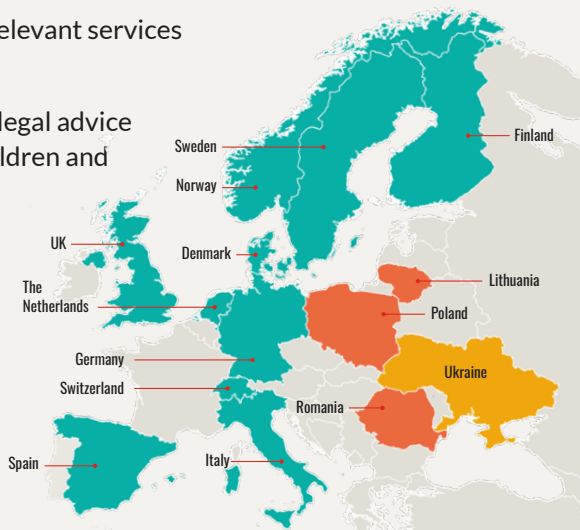 elevant services
legal advice
ldren and
Sweden
Finland
Norway
UK
Denmark
The
Netherlands
Lithuania
Poland
Germany
Ukraine
Switzerland
Romania
Spain
Italy